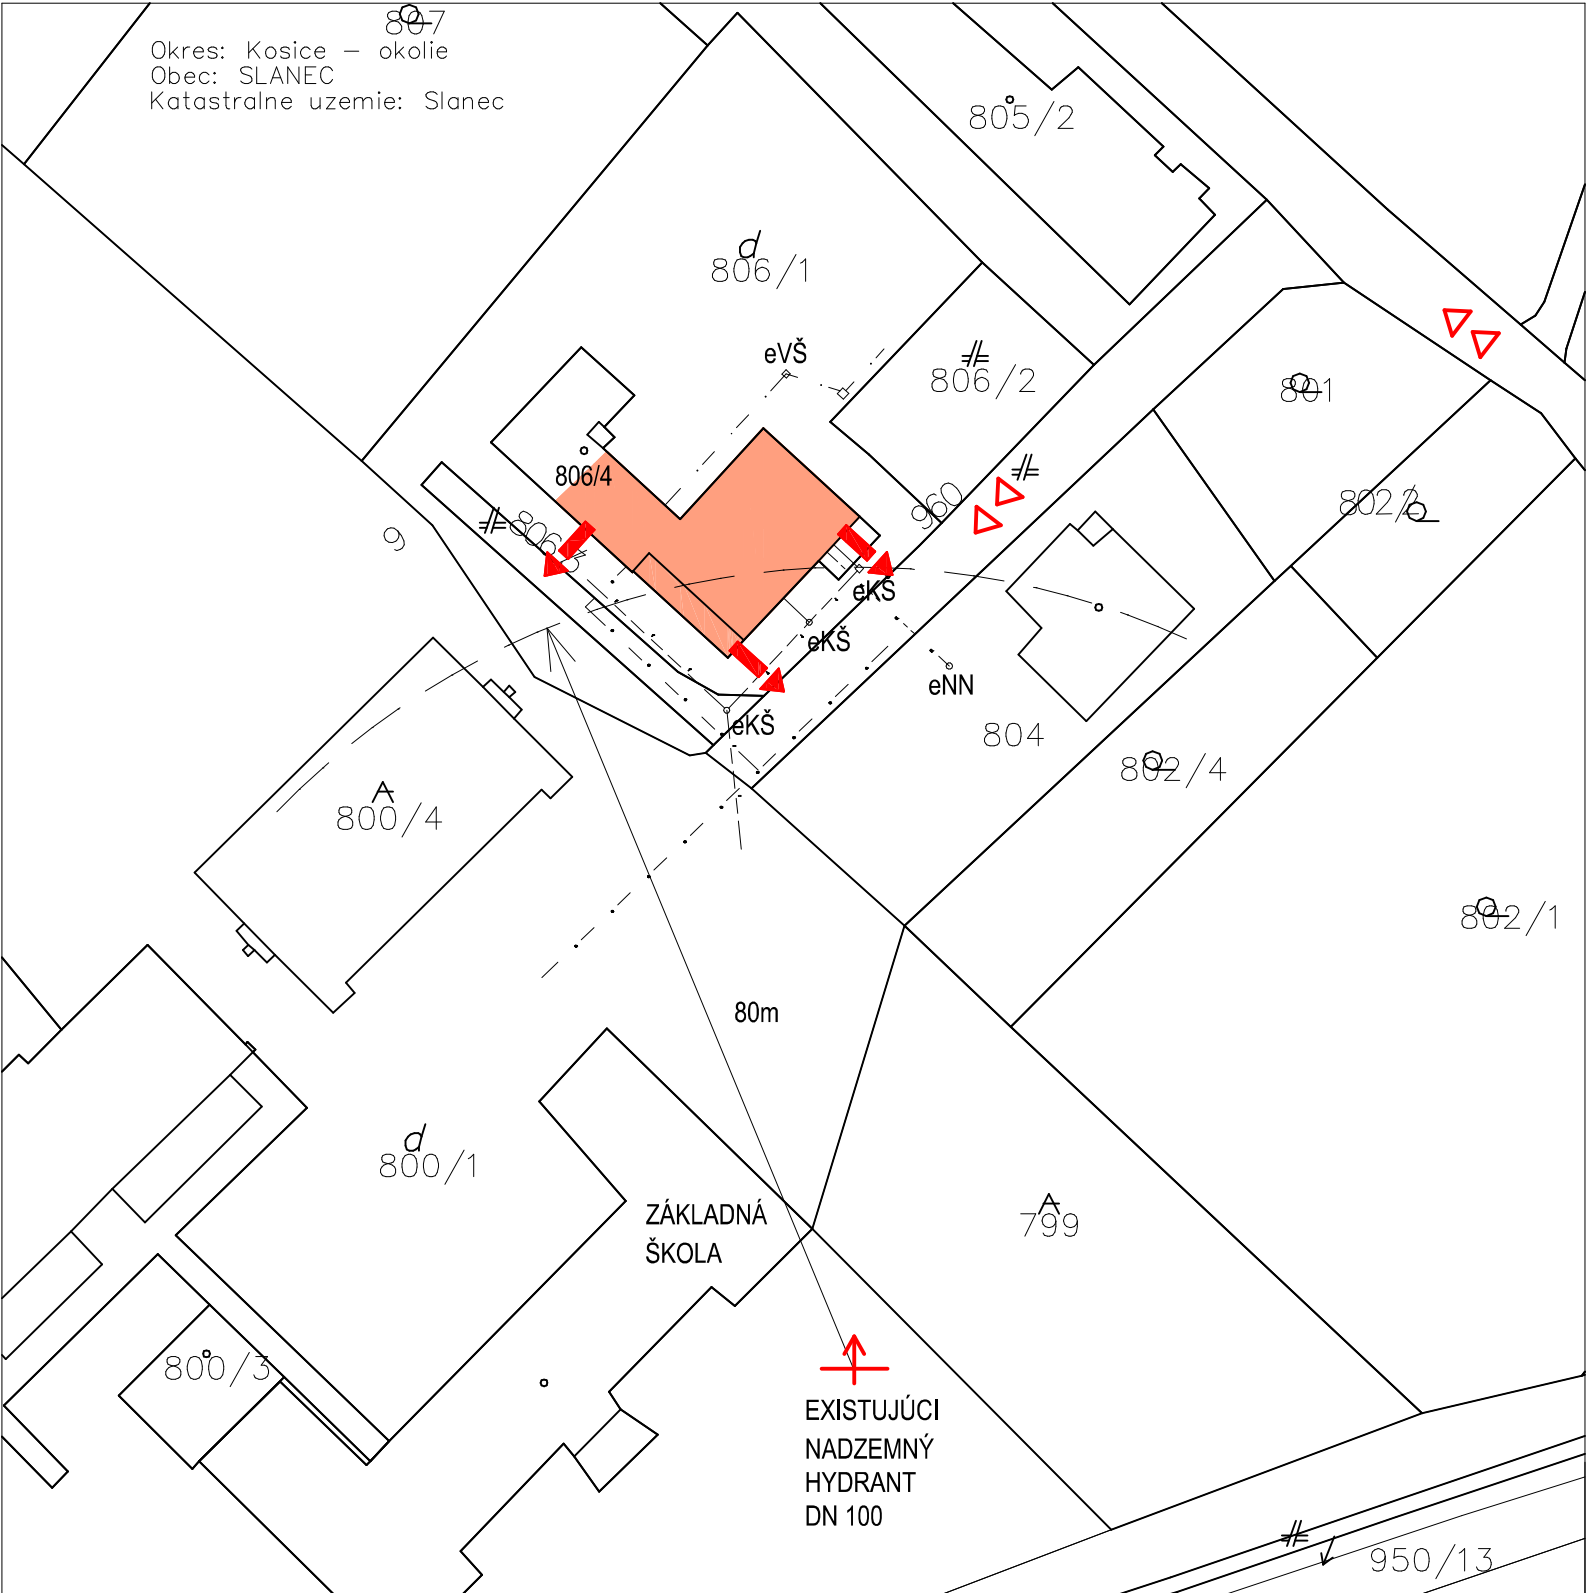 807
Okres: Kosice – okolie
Obec: SLANEC
Katastralne uzemie: Slanec
805/2
d
806/1
eVŠ
806/2
801
806/4
960
802/2
9
eKŠ
eKŠ
eNN
eKŠ
804
802/4
800/4
802/1
80m
d
800/1
ZÁKLADNÁ
ŠKOLA
799
800/3
EXISTUJÚCI
NADZEMNÝ
HYDRANT
DN 100
950/13